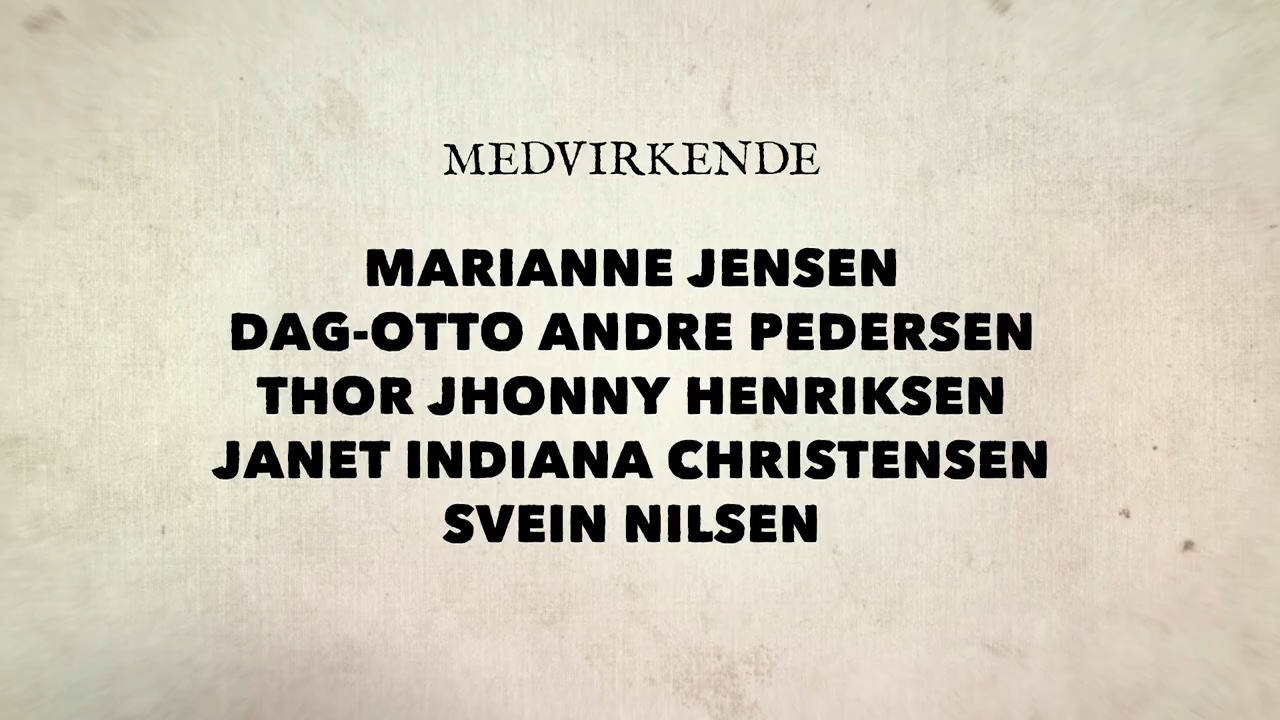 MEDVIRKENDE
MARIANNE JENSEN
DAG-OTTO ANDRE PEDERSEN
THOR JHONNY HENRIKSEN
JANET INDIANA CHRISTENSEN
SVEIN NILSEN